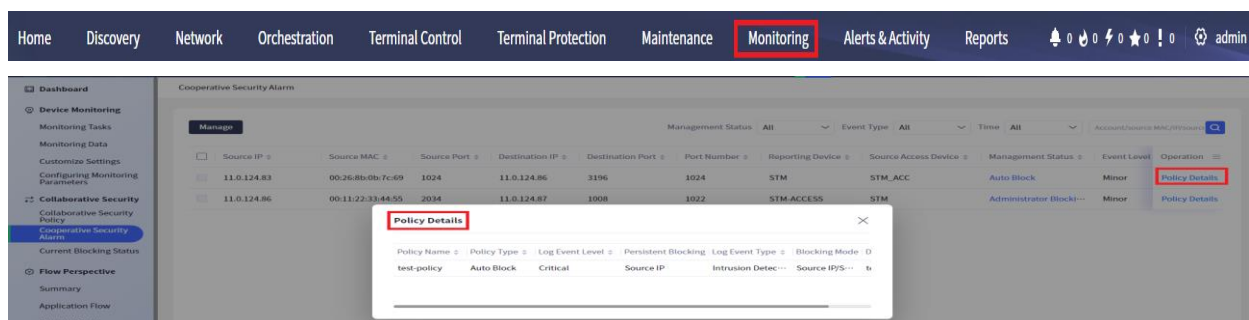 Home Discovery Network Orchestration Terminal Control Terminal Protection Maintenance Monitoring Alerts & Activity Reports 0 0 0 0 0 admin
Dashboard
Device Monitoring
Monitoring Tasks
Monitoring Data
Customize Settings
Configuring Monitoring
Parameters
Collaborative Security
Collaborative Security
Policy
Cooperative Security
Alarm
Current Blocking Status
Flow Perspective
Summary
Application Flow
Cooperative Security Alarm
Manage Management Status All Event Type All Time All
Source IP Source MAC Source Port Destination IP Destination Port Port Number Reporting Device Source Access Device Management Status Event Level Operation
11.0.124.83 00:26:8b:0b:7c:69 1024 11.0.124.86 3196 1024 STM STM_ACC Auto Block Minor Policy Details
11.0.124.86 00:11:22:33:44:55 2034 11.0.124.87 1008 1022 STM-ACCESS STM Administrator Blocki··· Minor Policy Details
Policy Details
Policy Name Policy Type Log Event Level Persistent Blocking Log Event Type Blocking Mode D
test-policy Auto Block Critical Source IP Intrusion Detec··· Source IP/S···